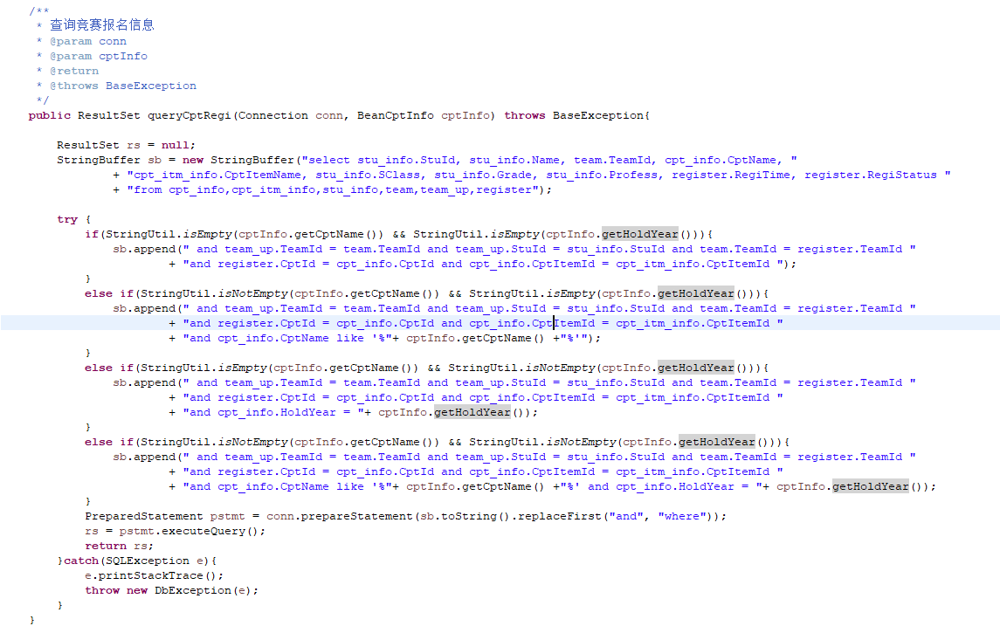 /**
 * 查询竞赛报名信息
 * @param conn
 * @param cptInfo
 * @return
 * @throws BaseException
 */
public ResultSet queryCptRegi(Connection conn, BeanCptInfo cptInfo) throws BaseException{
    ResultSet rs = null;
    StringBuffer sb = new StringBuffer("select stu_info.StuId, stu_info.Name, team.TeamId, cpt_info.CptName, "
            + "cpt_itm_info.CptItemName, stu_info.SClass, stu_info.Grade, stu_info.Profess, register.RegiTime, register.RegiStatus "
            + "from cpt_info,cpt_itm_info,stu_info,team,team_up,register");
    try {
        if(StringUtil.isEmpty(cptInfo.getCptName()) && StringUtil.isEmpty(cptInfo.getHoldYear())){
            sb.append(" and team_up.TeamId = team.TeamId and team_up.StuId = stu_info.StuId and team.TeamId = register.TeamId "
                    + "and register.CptId = cpt_info.CptId and cpt_info.CptItemId = cpt_itm_info.CptItemId ");
        }
        else if(StringUtil.isNotEmpty(cptInfo.getCptName()) && StringUtil.isEmpty(cptInfo.getHoldYear())){
            sb.append(" and team_up.TeamId = team.TeamId and team_up.StuId = stu_info.StuId and team.TeamId = register.TeamId "
                    + "and register.CptId = cpt_info.CptId and cpt_info.CptItemId = cpt_itm_info.CptItemId "
                    + "and cpt_info.CptName like '%"+ cptInfo.getCptName() +"%'");
        }
        else if(StringUtil.isEmpty(cptInfo.getCptName()) && StringUtil.isNotEmpty(cptInfo.getHoldYear())){
            sb.append(" and team_up.TeamId = team.TeamId and team_up.StuId = stu_info.StuId and team.TeamId = register.TeamId "
                    + "and register.CptId = cpt_info.CptId and cpt_info.CptItemId = cpt_itm_info.CptItemId "
                    + "and cpt_info.HoldYear = "+ cptInfo.getHoldYear());
        }
        else if(StringUtil.isNotEmpty(cptInfo.getCptName()) && StringUtil.isNotEmpty(cptInfo.getHoldYear())){
            sb.append(" and team_up.TeamId = team.TeamId and team_up.StuId = stu_info.StuId and team.TeamId = register.TeamId "
                    + "and register.CptId = cpt_info.CptId and cpt_info.CptItemId = cpt_itm_info.CptItemId "
                    + "and cpt_info.CptName like '%"+ cptInfo.getCptName() +"%' and cpt_info.HoldYear = "+ cptInfo.getHoldYear());
        }
        PreparedStatement pstmt = conn.prepareStatement(sb.toString().replaceFirst("and", "where"));
        rs = pstmt.executeQuery();
        return rs;
    }catch(SQLException e){
        e.printStackTrace();
        throw new DbException(e);
    }
}